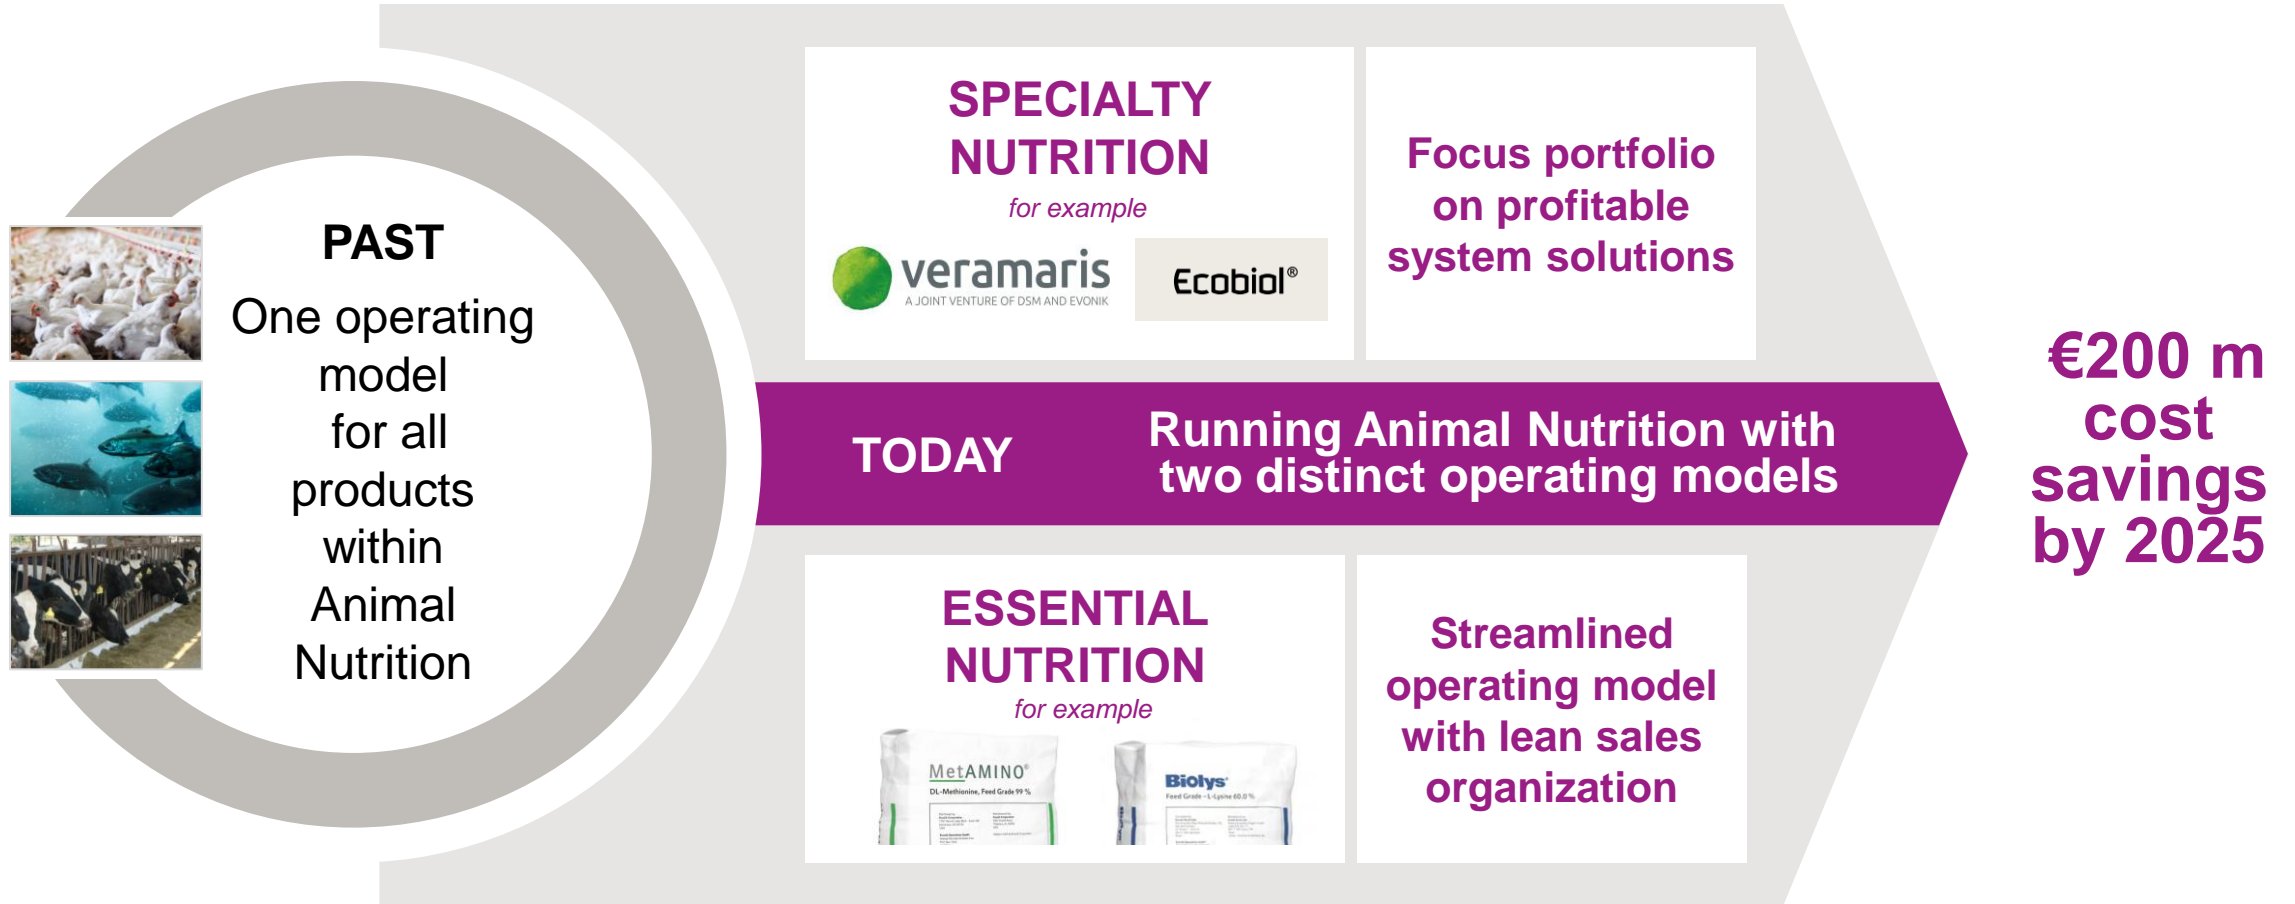 PAST
One operating
model
for all
products
within
Animal
Nutrition
SPECIALTY
NUTRITION
for example
veramaris
A JOINT VENTURE OF DSM AND EVONIK
Ecobiol®
Focus portfolio
on profitable
system solutions
TODAY
Running Animal Nutrition with
two distinct operating models
ESSENTIAL
NUTRITION
for example
MetAMINO®
DL-Methionine, Feed Grade 99 %
Biolys®
Feed Grade - L-Lysine 60.0 %
Streamlined
operating model
with lean sales
organization
€200 m
cost
savings
by 2025